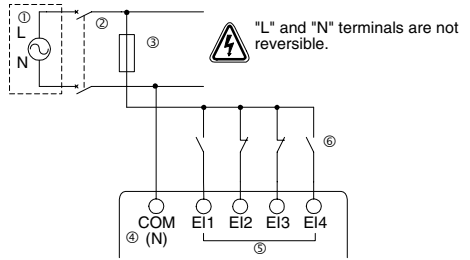 ①
②
"L" and "N" terminals are not
reversible.
L
③
N
⑥
COM EI1 EI2 EI3 EI4
④ (N)
⑤